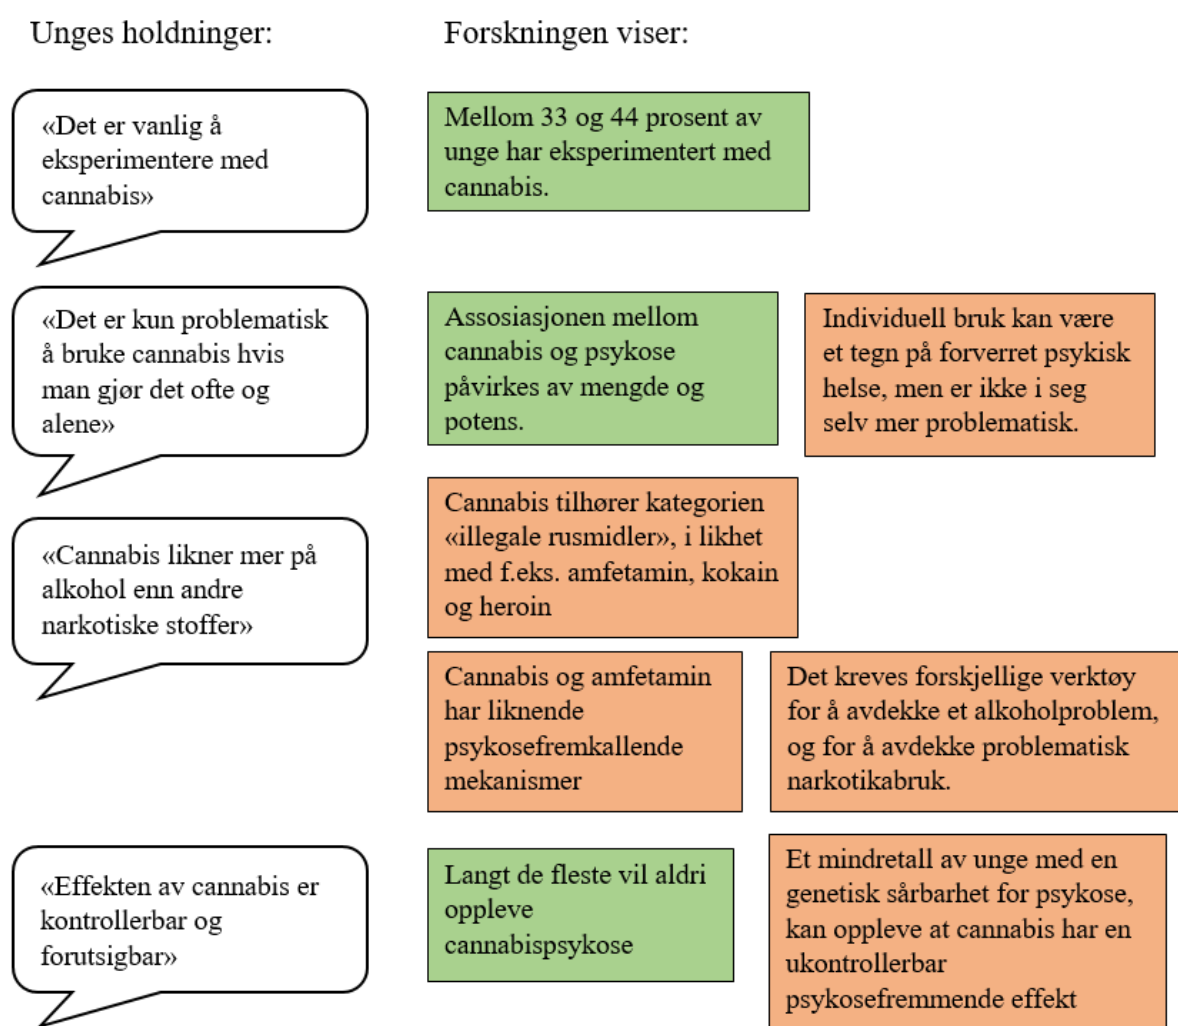 Unges holdninger:
Forskningen viser:
«Det er vanlig å
eksperimentere med
cannabis»
Mellom 33 og 44 prosent av
unge har eksperimentert med
cannabis.
«Det er kun problematisk
å bruke cannabis hvis
man gjør det ofte og
alene»
Assosiasjonen mellom
cannabis og psykose
påvirkes av mengde og
potens.
Individuell bruk kan være
et tegn på forverret psykisk
helse, men er ikke i seg
selv mer problematisk.
«Cannabis likner mer på
alkohol enn andre
narkotiske stoffer»
Cannabis tilhører kategorien
«illegale rusmidler», i likhet
med f.eks. amfetamin, kokain
og heroin
Cannabis og amfetamin
har liknende
psykosefremkallende
mekanismer
Det kreves forskjellige verktøy
for å avdekke et alkoholproblem,
og for å avdekke problematisk
narkotikabruk.
«Effekten av cannabis er
kontrollerbar og
forutsigbar»
Langt de fleste vil aldri
oppleve
cannabispsykose
Et mindretall av unge med en
genetisk sårbarhet for psykose,
kan oppleve at cannabis har en
ukontrollerbar
psykosefremmende effekt